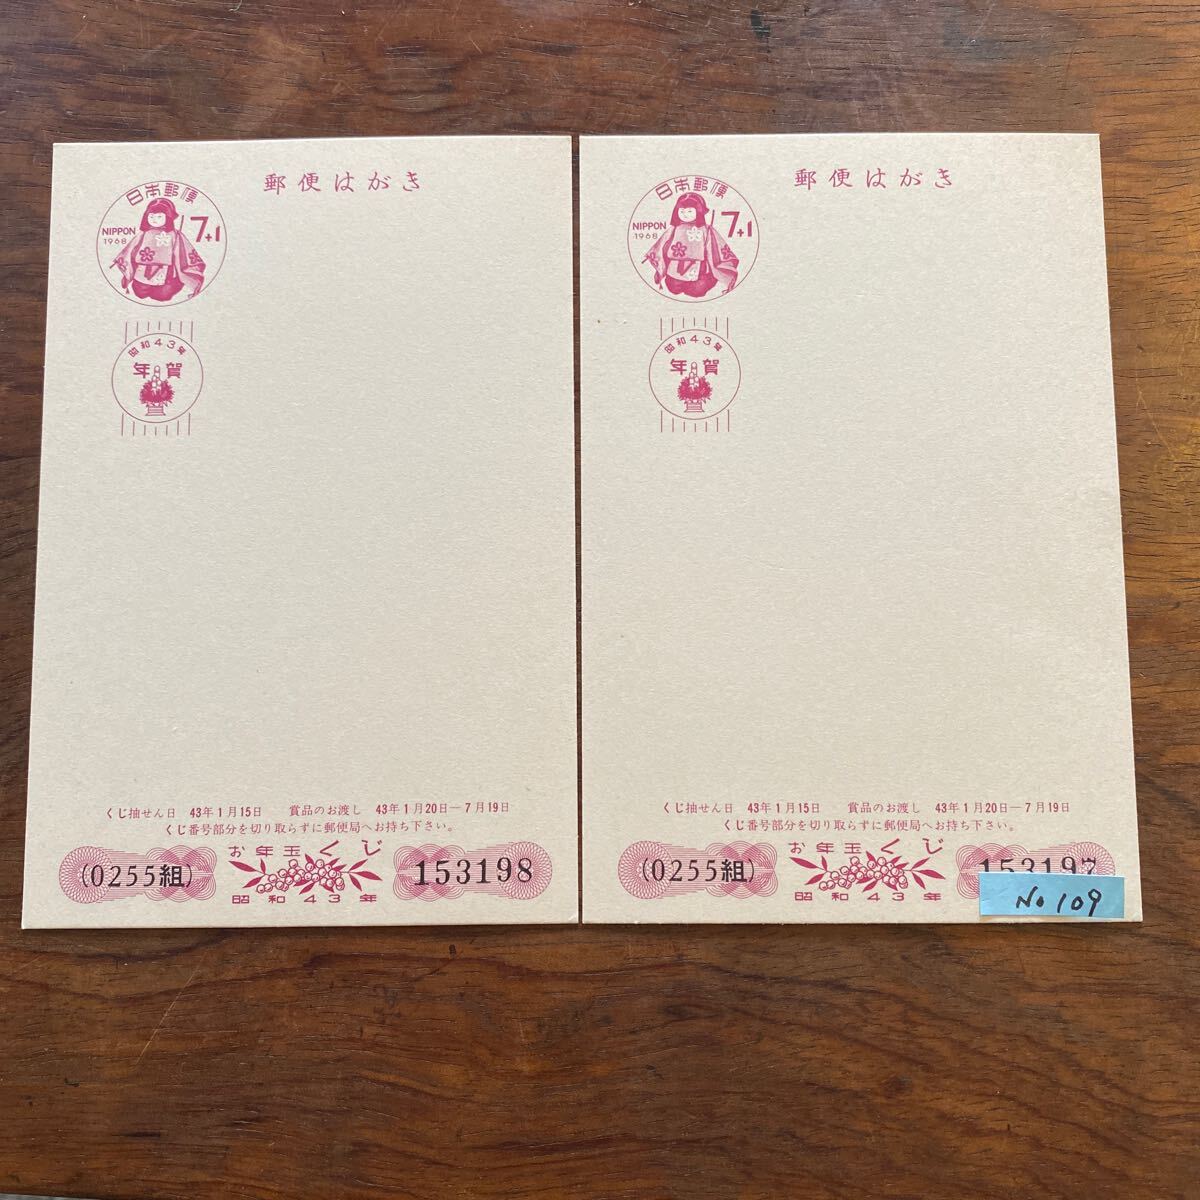 郵便はがき
日本郵便
NIPPON
1968
7+1
昭和43年
年賀
くじ抽せん日 43年1月15日 賞品のお渡し 43年1月20日―7月19日
くじ番号部分を切り取らずに郵便局へお持ち下さい。
お年玉くじ
(0255組)
153198
昭和43年
郵便はがき
日本郵便
NIPPON
1968
7+1
昭和43年
年賀
くじ抽せん日 43年1月15日 賞品のお渡し 43年1月20日―7月19日
くじ番号部分を切り取らずに郵便局へお持ち下さい。
お年玉くじ
(0255組)
153197
昭和43年
No 109